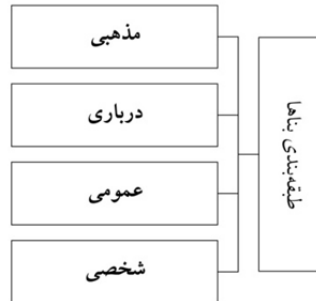 طبقه‌بندی بناها
مذهبی
درباری
عمومی
شخصی